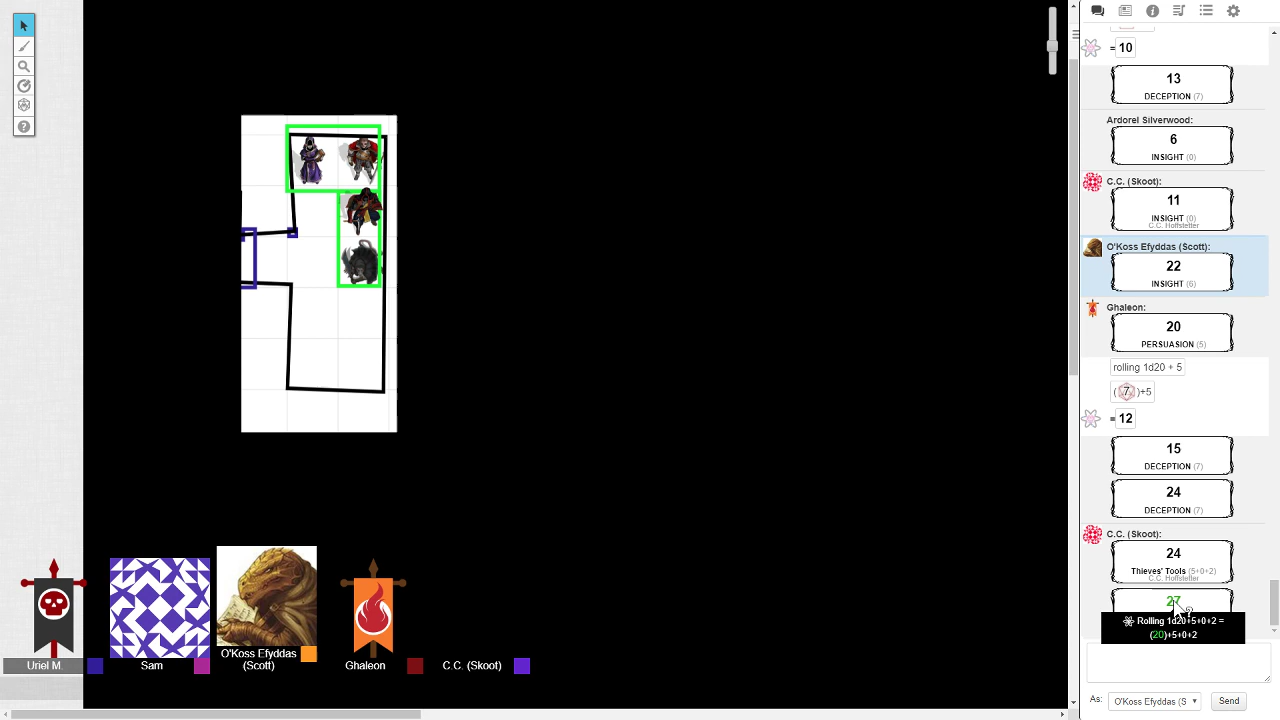 = 10
13
DECEPTION (7)
Ardorel Silverwood:
6
INSIGHT (0)
C.C. (Skoot):
11
INSIGHT (0)
C.C. Hoffstetter
O'Koss Efyddas (Scott):
22
INSIGHT (6)
Ghaleon:
20
PERSUASION (5)
rolling 1d20 + 5
(7)+5
= 12
15
DECEPTION (7)
24
DECEPTION (7)
C.C. (Skoot):
24
Thieves' Tools (5+0+2)
C.C. Hoffstetter
27
Rolling 1d20+5+0+2 =
(20)+5+0+2
As:
O'Koss Efyddas (S
Send
Uriel M.
Sam
O'Koss Efyddas
(Scott)
Ghaleon
C.C. (Skoot)